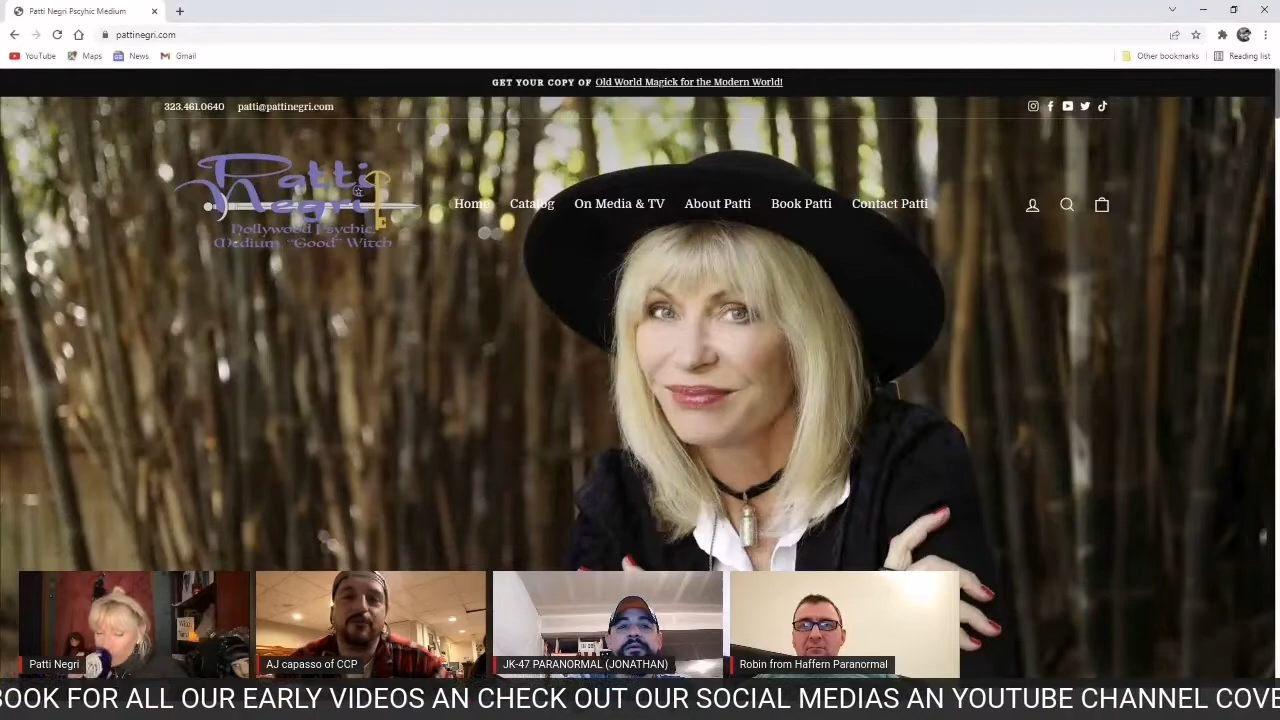 Patti Negri Pscyhic Medium
pattinegri.com
YouTube Maps News Gmail Other bookmarks Reading list
GET YOUR COPY OF Old World Magick for the Modern World!
323.461.0640 patti@pattinegri.com
Patti
Negri
Hollywood Psychic,
Medium, "Good" Witch
Home Catalog On Media & TV About Patti Book Patti Contact Patti
Patti Negri AJ capasso of CCP JK-47 PARANORMAL (JONATHAN) Robin from Haffern Paranormal
BOOK FOR ALL OUR EARLY VIDEOS AN CHECK OUT OUR SOCIAL MEDIAS AN YOUTUBE CHANNEL COVE